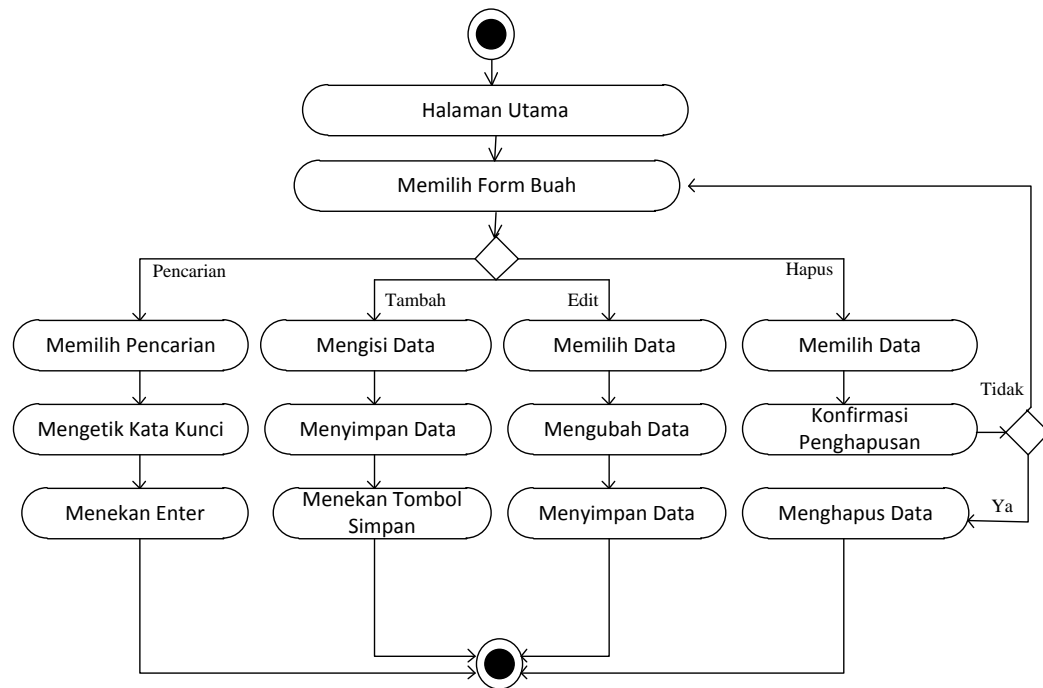 Halaman Utama
Memilih Form Buah
Pencarian
Hapus
Tambah
Edit
Memilih Pencarian
Mengisi Data
Memilih Data
Memilih Data
Tidak
Mengetik Kata Kunci
Menyimpan Data
Mengubah Data
Konfirmasi
Penghapusan
Menekan Enter
Menekan Tombol
Simpan
Menyimpan Data
Menghapus Data
Ya